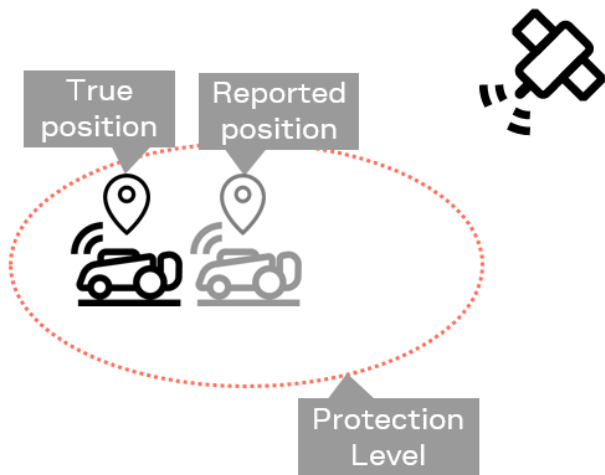 True
position
Reported
position
Protection
Level